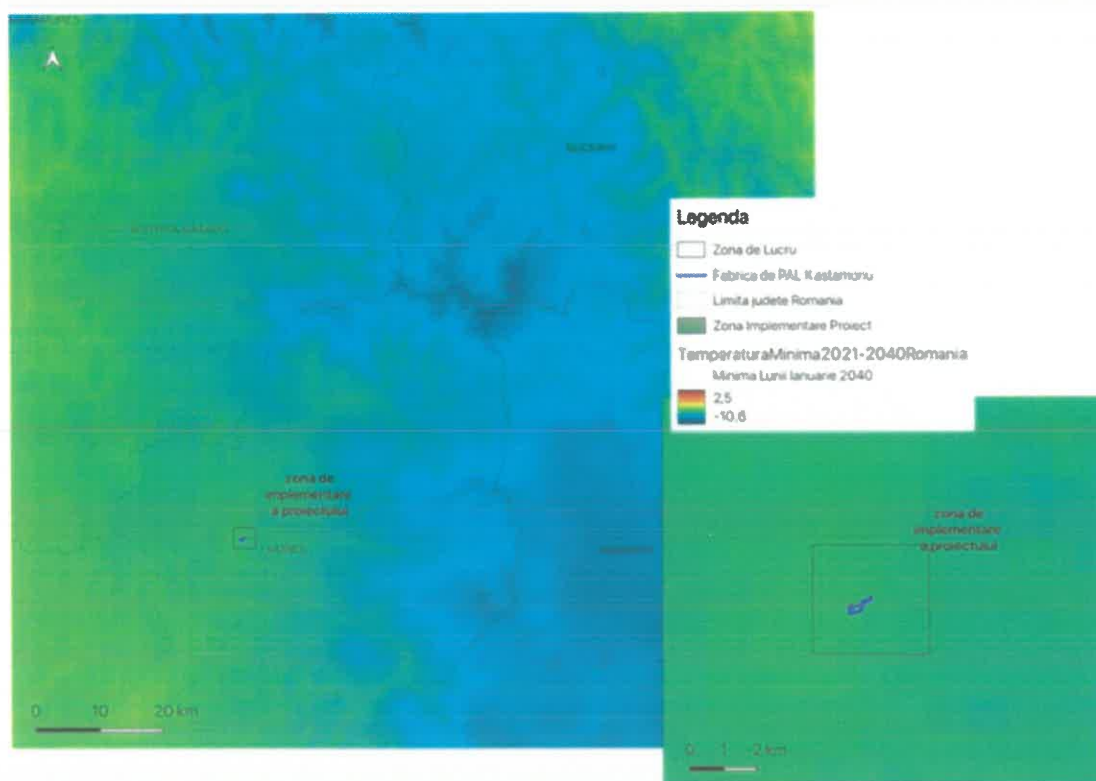 SUCEAVA
zona de
implementare
a proiectului
MURES
0 10 20 km
Legenda
Zona de Lucru
Fabrica de PAL Kastamonu
Limita judete Romania
Zona Implementare Proiect
TemperaturaMinima2021-2040Romania
Minima Lunii Ianuarie 2040
2,5
-10,6
zona de
implementare
a proiectului
0 1 2 km